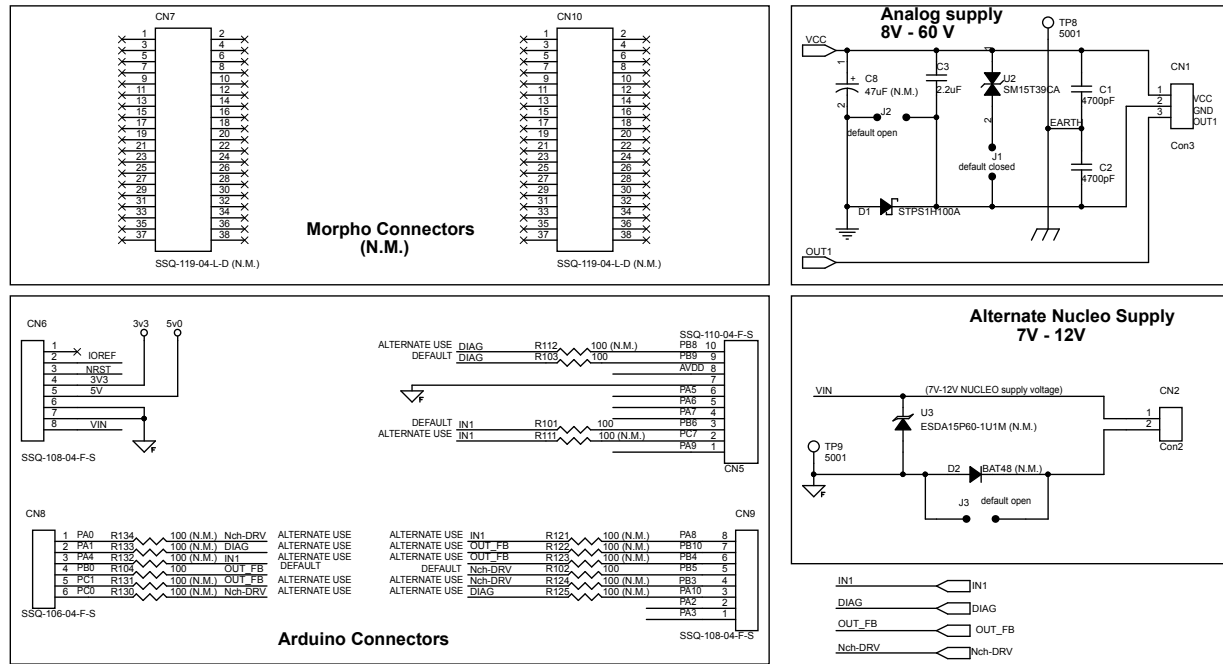 CN7
1 2
3 4
5 6
7 8
9 10
11 12
13 14
15 16
17 18
19 20
21 22
23 24
25 26
27 28
29 30
31 32
33 34
35 36
37 38
SSQ-119-04-L-D (N.M.)
Morpho Connectors
(N.M.)
CN10
1 2
3 4
5 6
7 8
9 10
11 12
13 14
15 16
17 18
19 20
21 22
23 24
25 26
27 28
29 30
31 32
33 34
35 36
37 38
SSQ-119-04-L-D (N.M.)
Analog supply
8V - 60 V
TP8
5001
VCC
1
C8
+
47uF (N.M.)
2
C3
2.2uF
1
U2
SM15T39CA
2
C1
4700pF
CN1
1 VCC
2 GND
3 OUT1
Con3
J2
default open
EARTH
J1
default closed
C2
4700pF
D1 STPS1H100A
OUT1
CN6
3v3 5v0
1
2 IOREF
3 NRST
4 3V3
5 5V
6
7
8 VIN
F
SSQ-108-04-F-S
SSQ-110-04-F-S
ALTERNATE USE DIAG R112 100 (N.M.) PB8 10
DEFAULT DIAG R103 100 PB9 9
AVDD 8
7
F
PA5 6
PA6 5
PA7 4
DEFAULT IN1 R101 100 PB6 3
ALTERNATE USE IN1 R111 100 (N.M.) PC7 2
PA9 1
CN5
CN8
1 PA0 R134 100 (N.M.) Nch-DRV ALTERNATE USE
2 PA1 R133 100 (N.M.) DIAG ALTERNATE USE
3 PA4 R132 100 (N.M.) IN1 ALTERNATE USE
4 PB0 R104 100 OUT_FB DEFAULT
5 PC1 R131 100 (N.M.) OUT_FB ALTERNATE USE
6 PC0 R130 100 (N.M.) Nch-DRV ALTERNATE USE
SSQ-106-04-F-S
CN9
ALTERNATE USE IN1 R121 100 (N.M.) PA8 8
ALTERNATE USE OUT_FB R122 100 (N.M.) PB10 7
ALTERNATE USE OUT_FB R123 100 (N.M.) PB4 6
DEFAULT Nch-DRV R102 100 PB5 5
ALTERNATE USE Nch-DRV R124 100 (N.M.) PB3 4
ALTERNATE USE DIAG R125 100 (N.M.) PA10 3
PA2 2
PA3 1
SSQ-108-04-F-S
Arduino Connectors
Alternate Nucleo Supply
7V - 12V
VIN
(7V-12V NUCLEO supply voltage)
CN2
1
2
Con2
U3
ESDA15P60-1U1M (N.M.)
TP9
5001
F
D2 BAT48 (N.M.)
J3 default open
IN1 IN1
DIAG DIAG
OUT_FB OUT_FB
Nch-DRV Nch-DRV